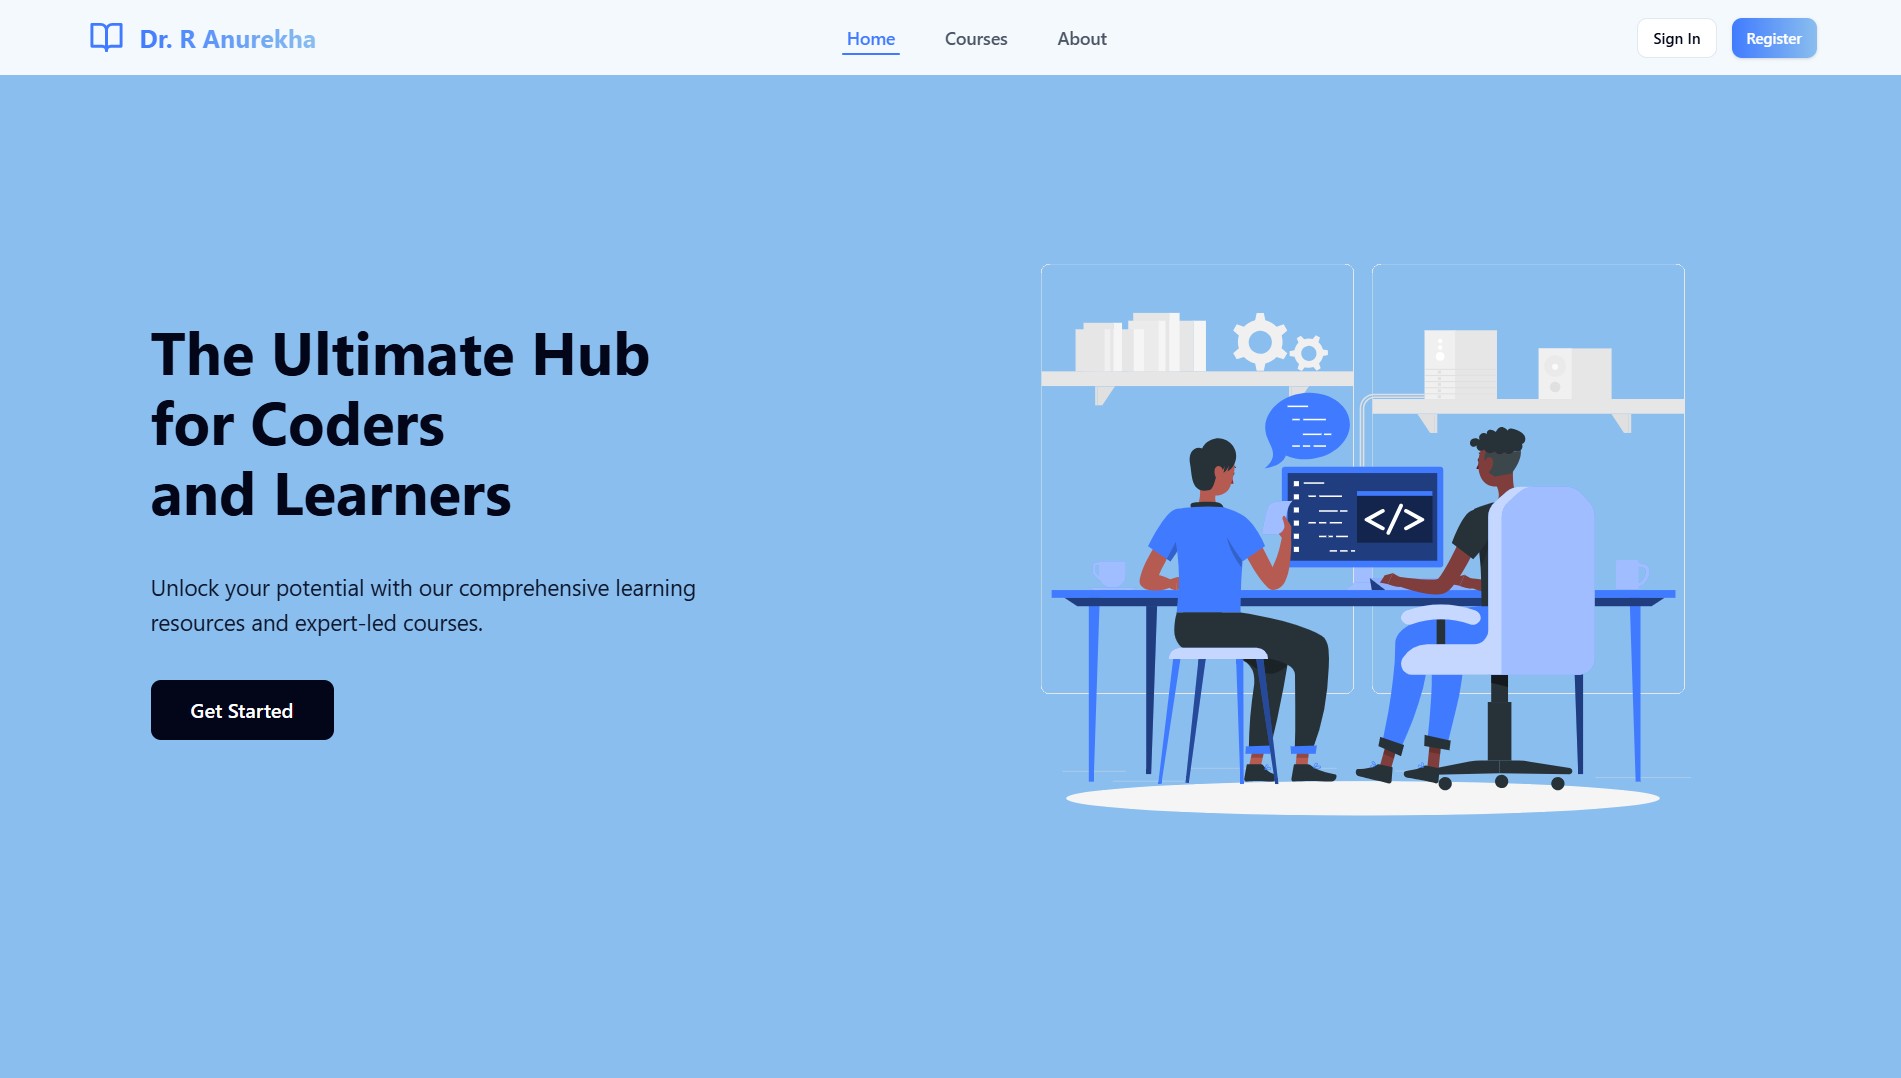 Dr. R Anurekha
Home
Courses
About
Sign In
Register
The Ultimate Hub
for Coders
and Learners
Unlock your potential with our comprehensive learning
resources and expert-led courses.
Get Started
</>